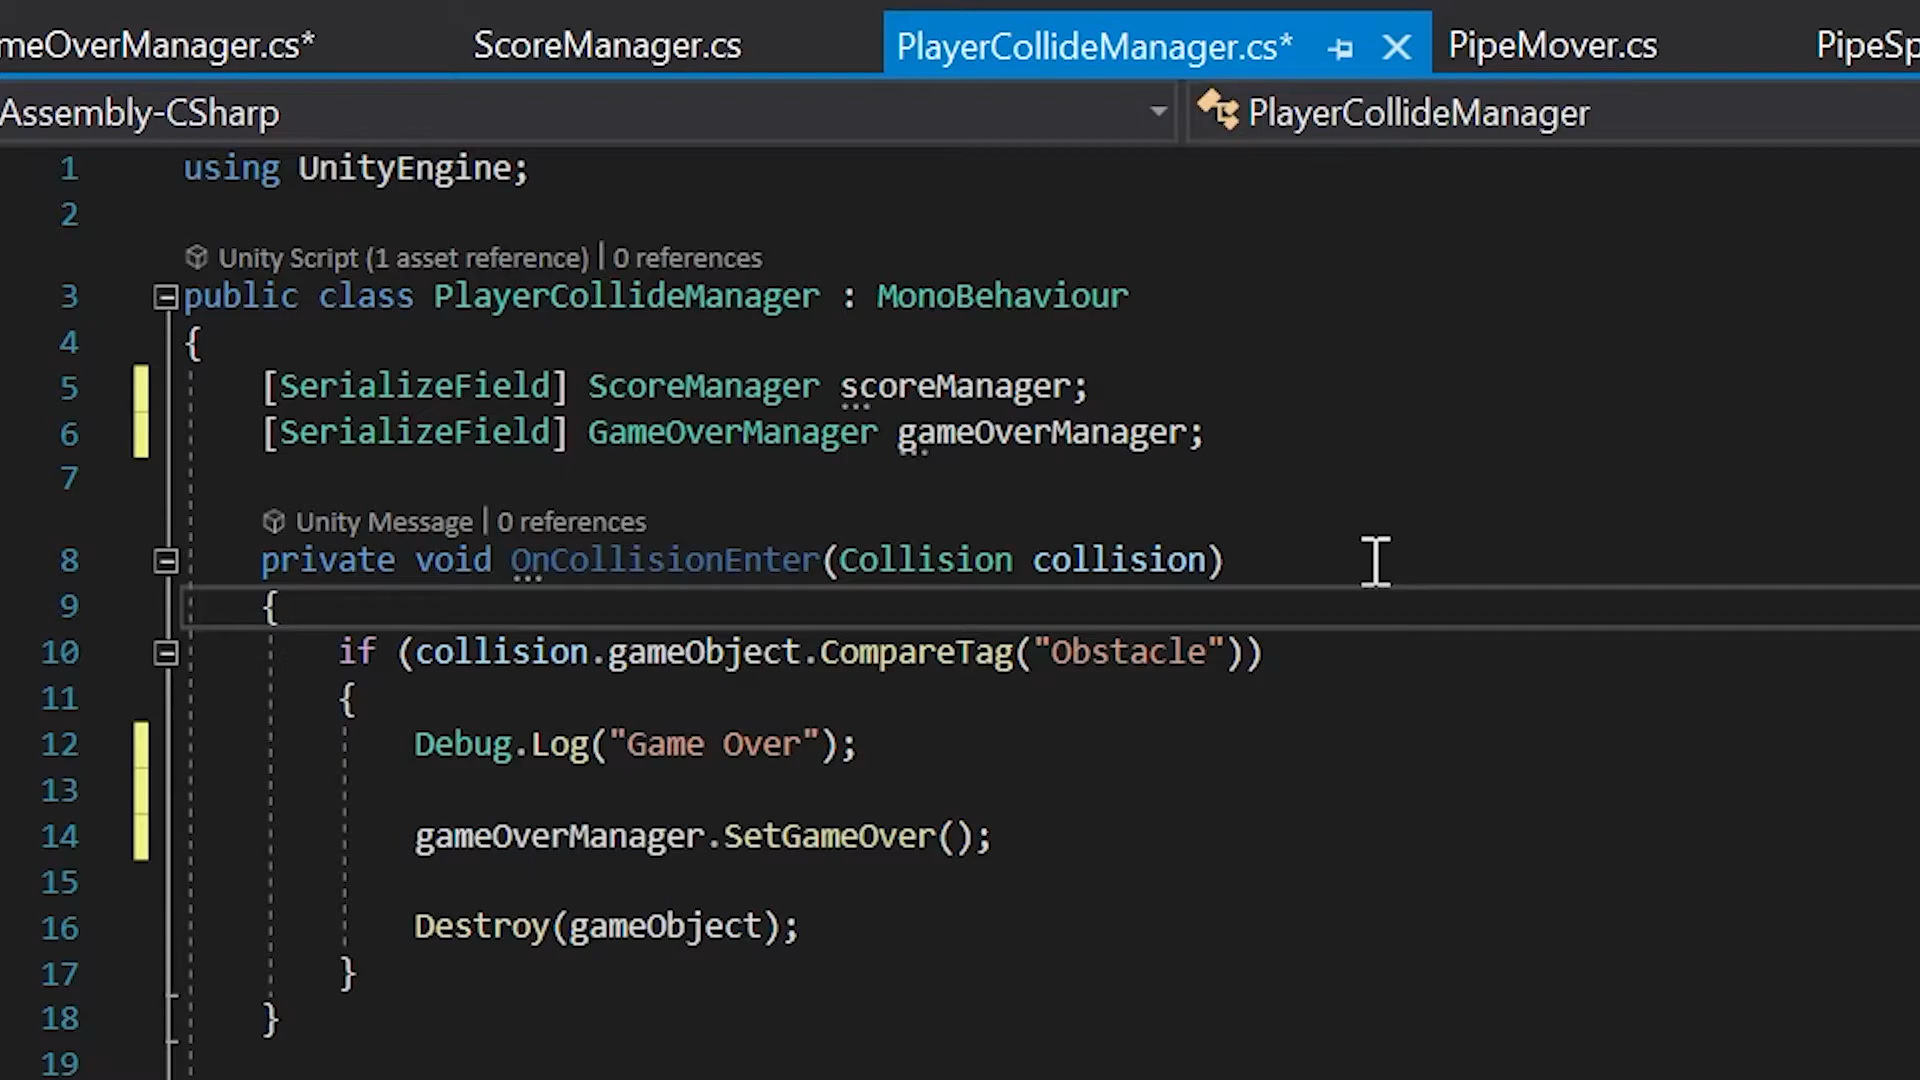 meOverManager.cs*
ScoreManager.cs
PlayerCollideManager.cs*
PipeMover.cs
PipeSp
Assembly-CSharp
PlayerCollideManager
1 using UnityEngine;
2
Unity Script (1 asset reference) | 0 references
3 public class PlayerCollideManager : MonoBehaviour
4 {
5 [SerializeField] ScoreManager scoreManager;
6 [SerializeField] GameOverManager gameOverManager;
7
Unity Message | 0 references
8 private void OnCollisionEnter(Collision collision)
9 {
10 if (collision.gameObject.CompareTag("Obstacle"))
11 {
12 Debug.Log("Game Over");
13
14 gameOverManager.SetGameOver();
15
16 Destroy(gameObject);
17 }
18 }
19